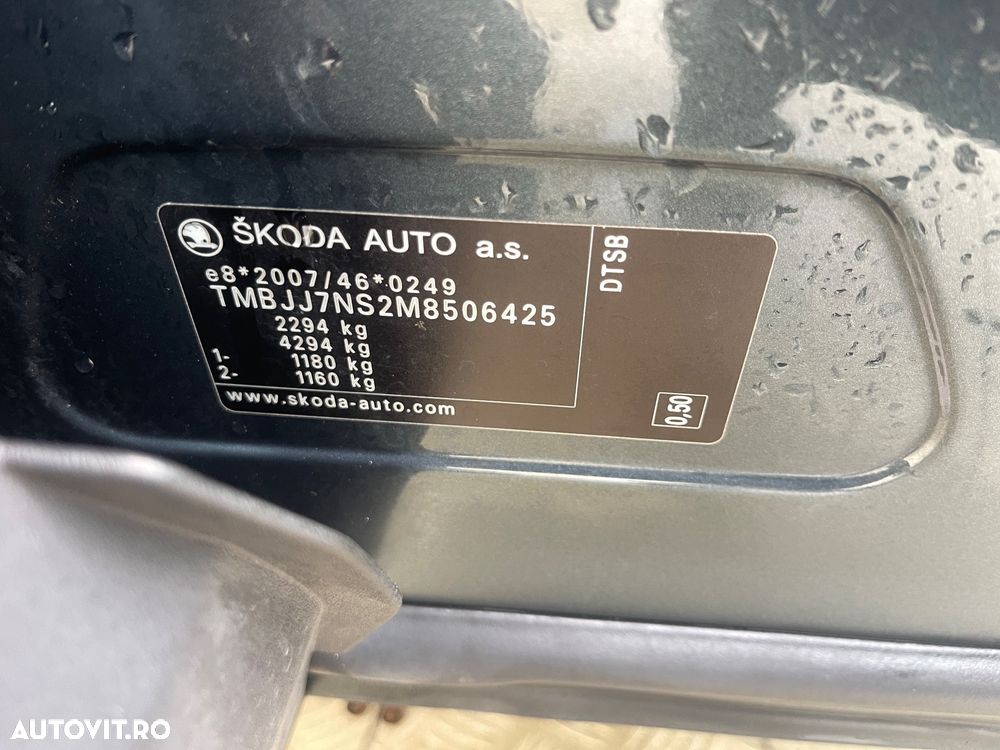 ŠKODA AUTO a.s.
e8*2007/46*0249
TMBJJ7NS2M8506425
2294 kg
4294 kg
1- 1180 kg
2- 1160 kg
www.skoda-auto.com
DTSB
0,50
AUTOVIT.RO